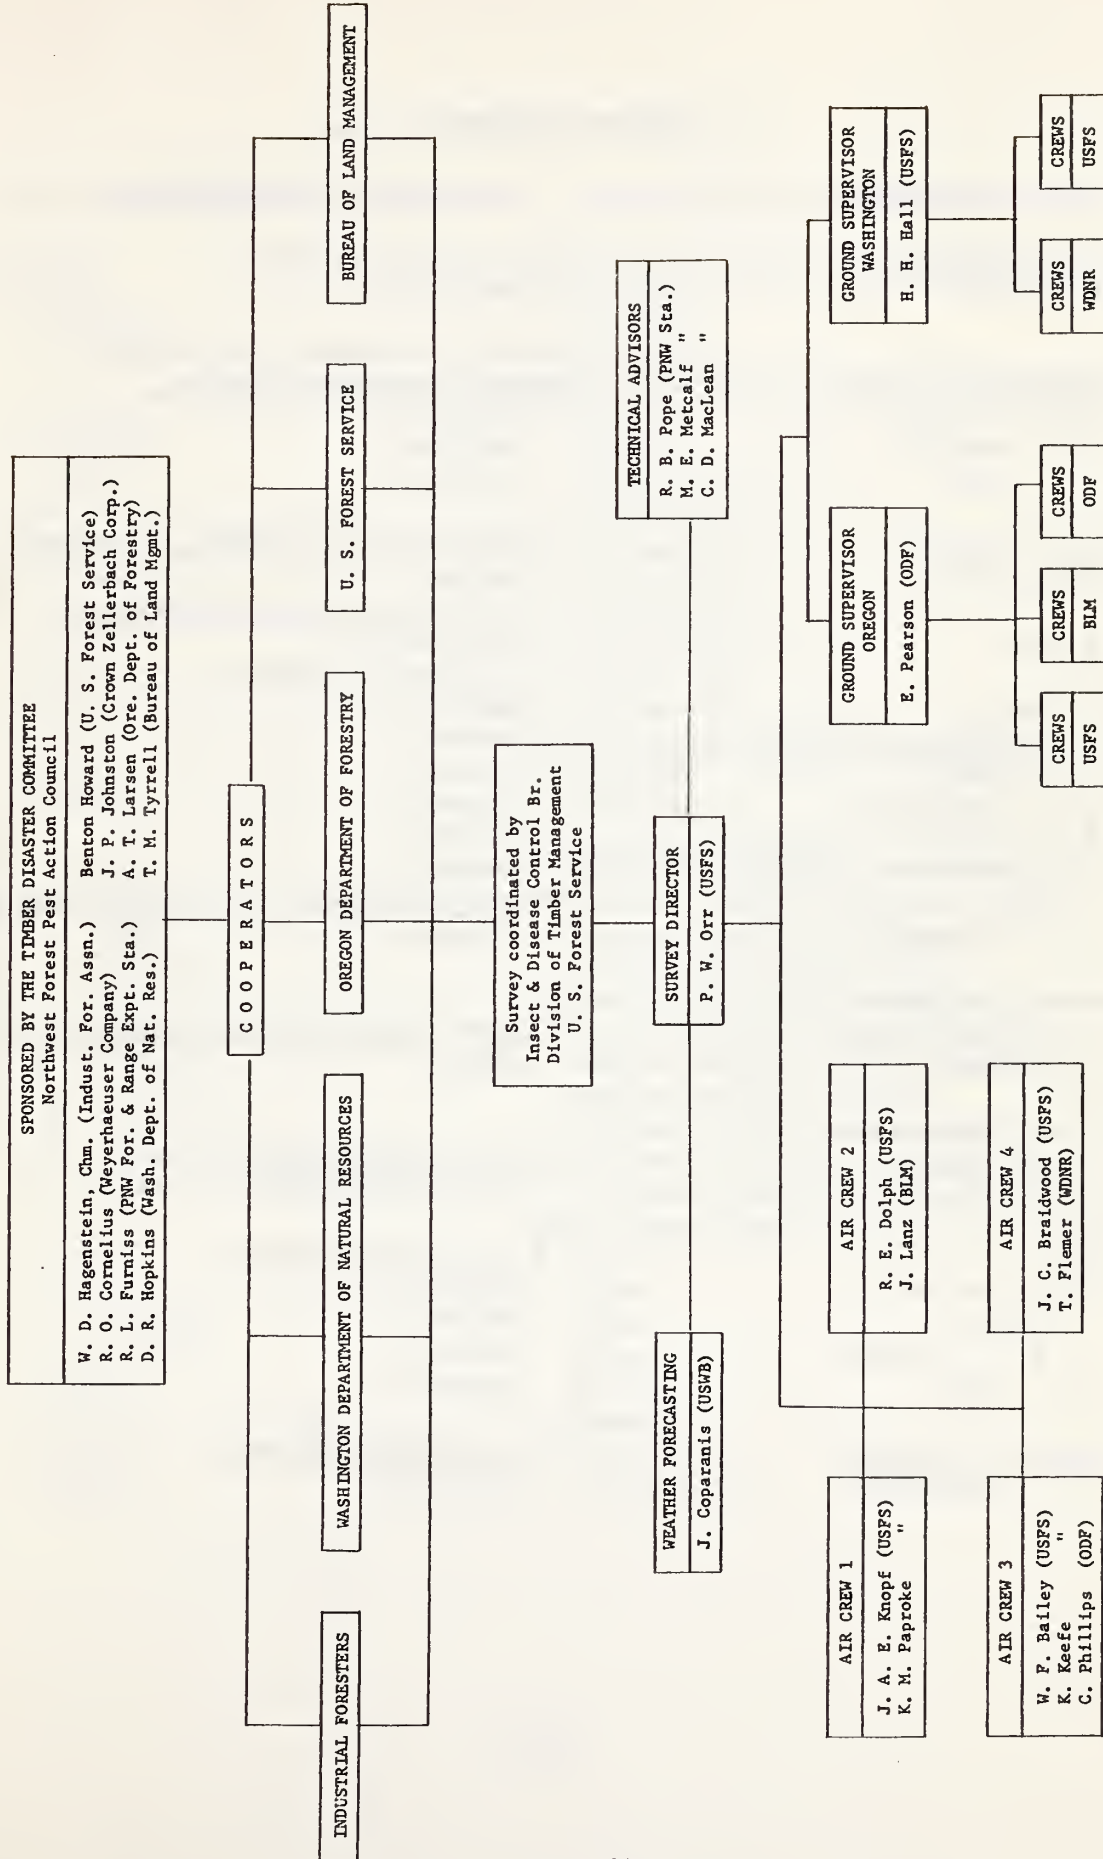 SPONSORED BY THE TIMBER DISASTER COMMITTEE
Northwest Forest Pest Action Council
W. D. Hagenstein, Chm. (Indust. For. Assn.)
R. O. Cornelius (Weyerhaeuser Company)
R. L. Furniss (PNW For. & Range Expt. Sta.)
D. R. Hopkins (Wash. Dept. of Nat. Res.)
Benton Howard (U. S. Forest Service)
J. P. Johnston (Crown Zellerbach Corp.)
A. T. Larsen (Ore. Dept. of Forestry)
T. M. Tyrrell (Bureau of Land Mgmt.)
C O O P E R A T O R S
INDUSTRIAL FORESTERS
WASHINGTON DEPARTMENT OF NATURAL RESOURCES
OREGON DEPARTMENT OF FORESTRY
U. S. FOREST SERVICE
BUREAU OF LAND MANAGEMENT
Survey coordinated by
Insect & Disease Control Br.
Division of Timber Management
U. S. Forest Service
WEATHER FORECASTING
J. Coparanis (USWB)
SURVEY DIRECTOR
P. W. Orr (USFS)
TECHNICAL ADVISORS
R. B. Pope (PNW Sta.)
M. E. Metcalf "
C. D. MacLean "
AIR CREW 1
J. A. E. Knopf (USFS)
K. M. Paproke "
AIR CREW 2
R. E. Dolph (USFS)
J. Lanz (BLM)
AIR CREW 3
W. F. Bailey (USFS)
K. Keefe "
C. Phillips (ODF)
AIR CREW 4
J. C. Braidwood (USFS)
T. Flemer (WDNR)
GROUND SUPERVISOR
OREGON
E. Pearson (ODF)
CREWS
USFS
CREWS
BLM
CREWS
ODF
GROUND SUPERVISOR
WASHINGTON
H. H. Hall (USFS)
CREWS
WDNR
CREWS
USFS